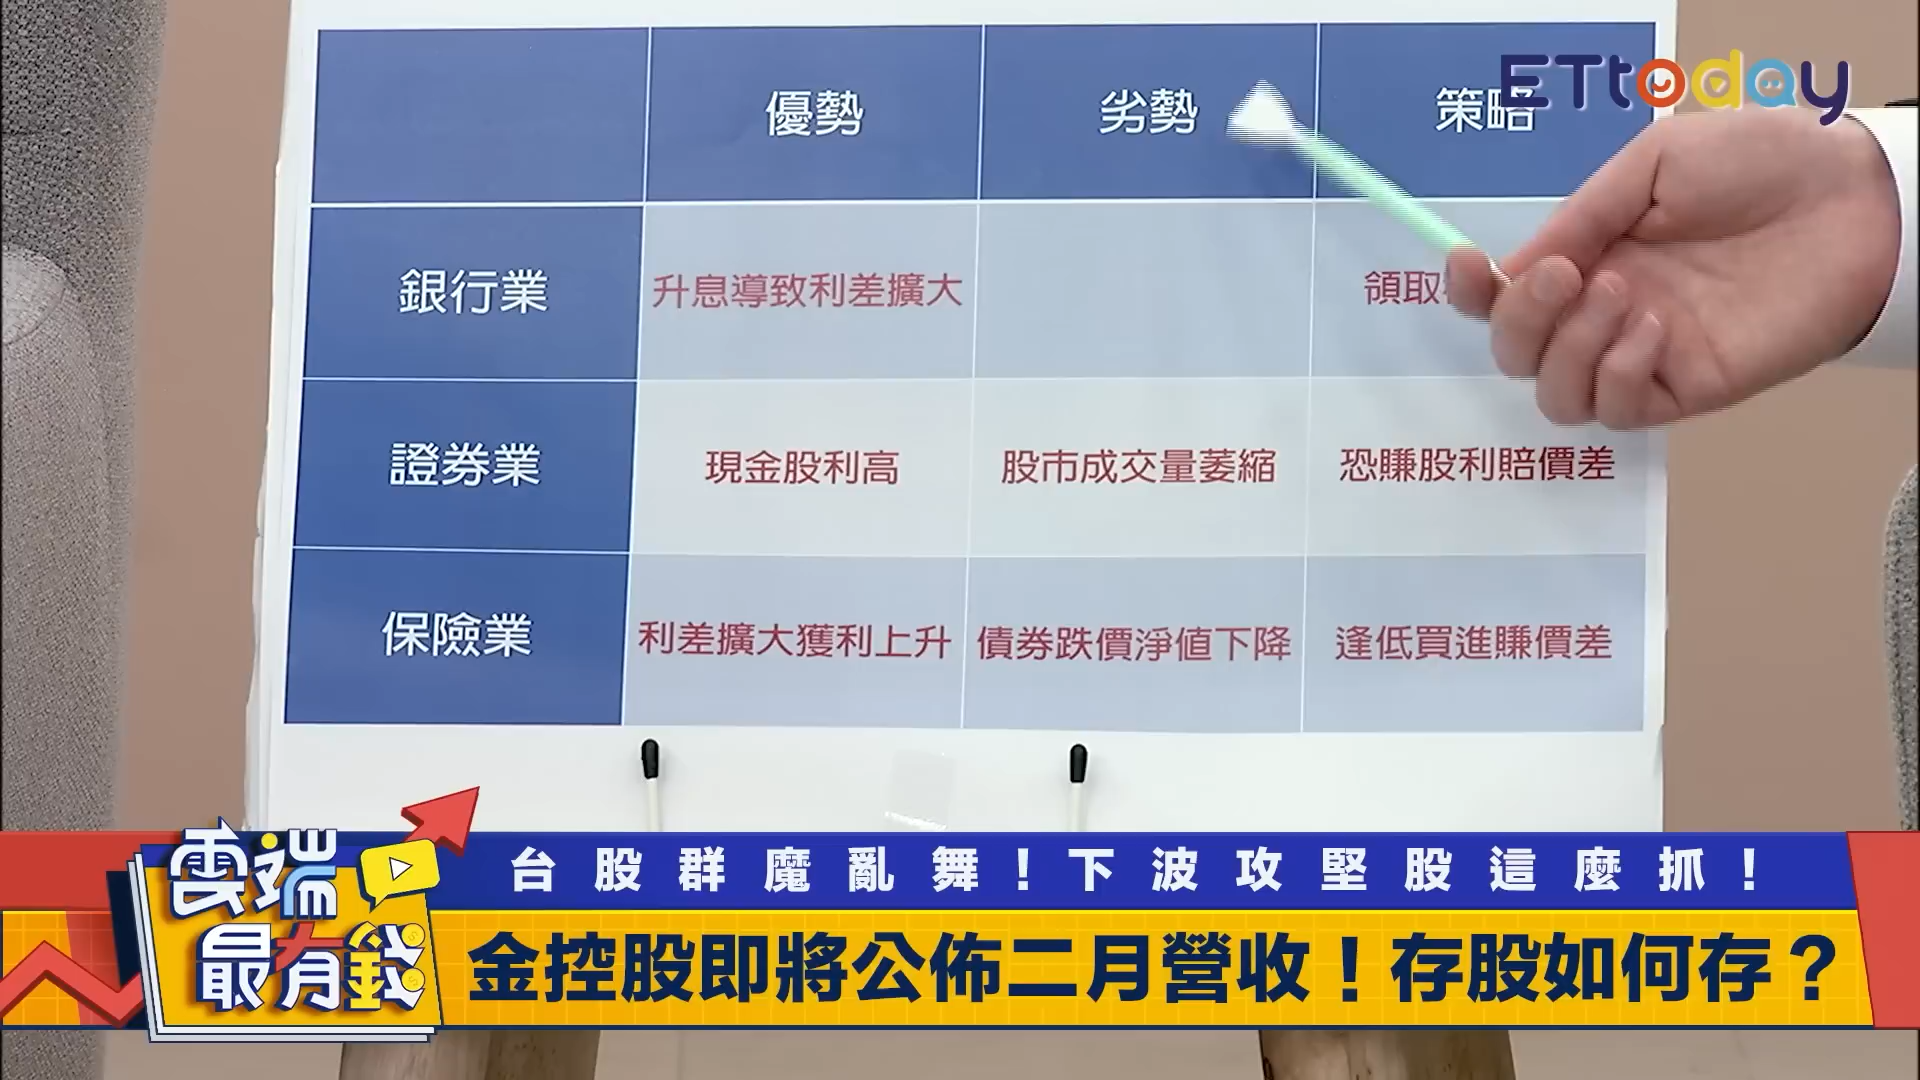 ETtoday
優勢 劣勢 策略
銀行業 升息導致利差擴大 領取
證券業 現金股利高 股市成交量萎縮 恐賺股利賠價差
保險業 利差擴大獲利上升 債券跌價淨值下降 逢低買進賺價差
雲端最有錢
台股群魔亂舞!下波攻堅股這麼抓!
金控股即將公佈二月營收!存股如何存?